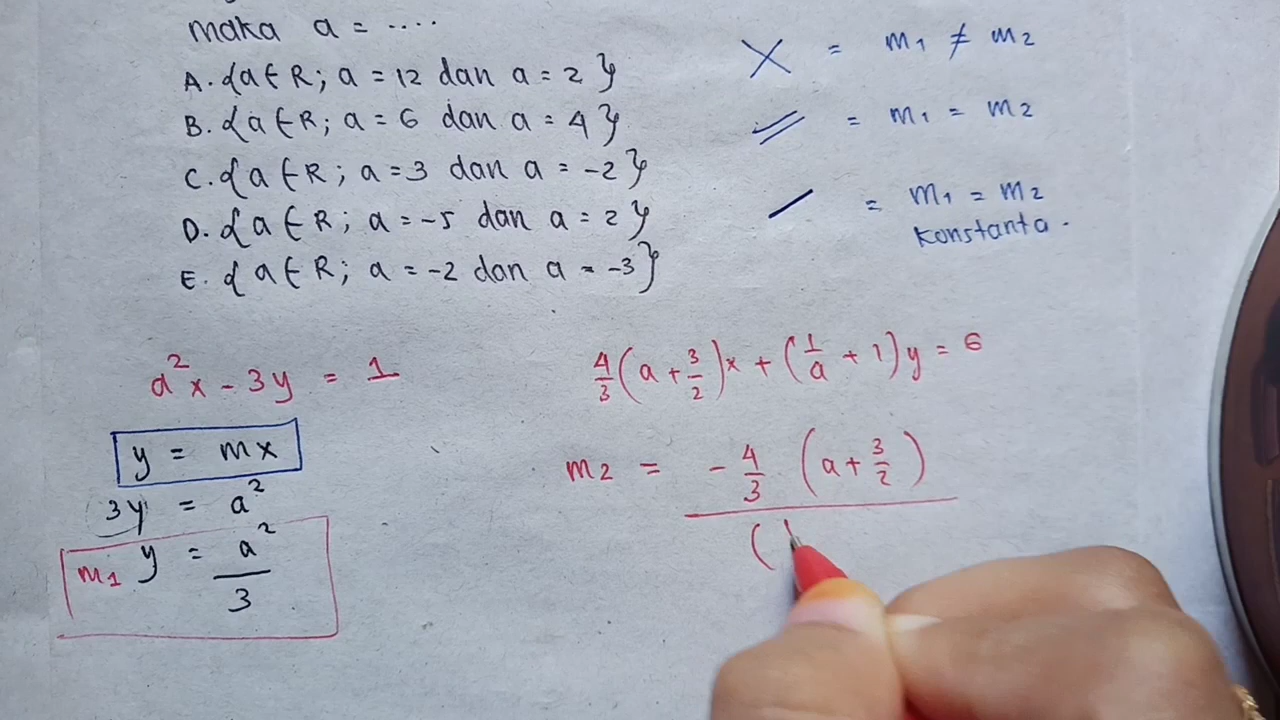 maka a = ....
A. {a ∈ R; a = 12 dan a = 2}
B. {a ∈ R; a = 6 dan a = 4}
C. {a ∈ R; a = 3 dan a = -2}
D. {a ∈ R; a = -5 dan a = 2}
E. {a ∈ R; a = -2 dan a = -3}
= m₁ ≠ m₂
= m₁ = m₂
= m₁ = m₂
konstanta.
a²x - 3y = 1
y = mx
3y = a²
m₁ y = a²/3
4/3 (a + 3/2)x + (1/a + 1)y = 6
m₂ = -4/3 (a + 3/2)
(